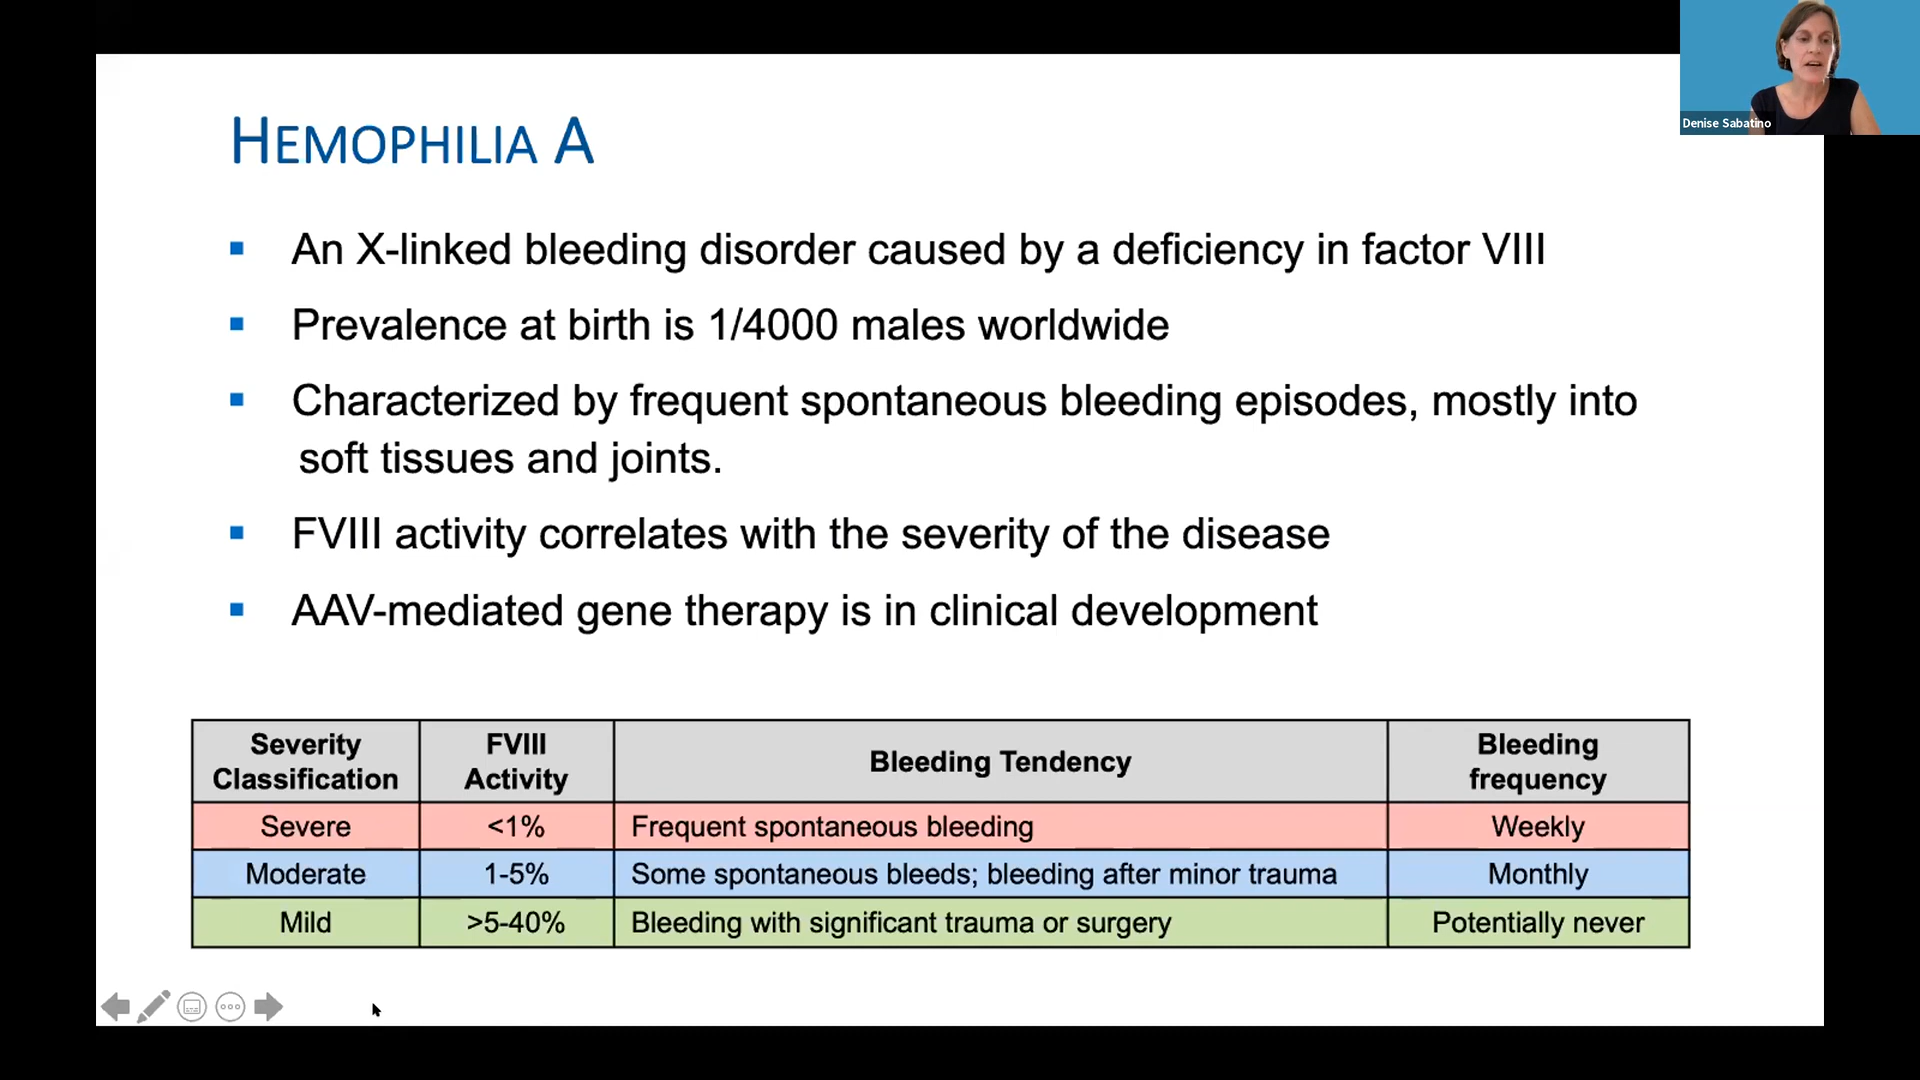 Denise Sabatino
HEMOPHILIA A
▪ An X-linked bleeding disorder caused by a deficiency in factor VIII
▪ Prevalence at birth is 1/4000 males worldwide
▪ Characterized by frequent spontaneous bleeding episodes, mostly into
soft tissues and joints.
▪ FVIII activity correlates with the severity of the disease
▪ AAV-mediated gene therapy is in clinical development
Severity Classification | FVIII Activity | Bleeding Tendency | Bleeding frequency
Severe | <1% | Frequent spontaneous bleeding | Weekly
Moderate | 1-5% | Some spontaneous bleeds; bleeding after minor trauma | Monthly
Mild | >5-40% | Bleeding with significant trauma or surgery | Potentially never